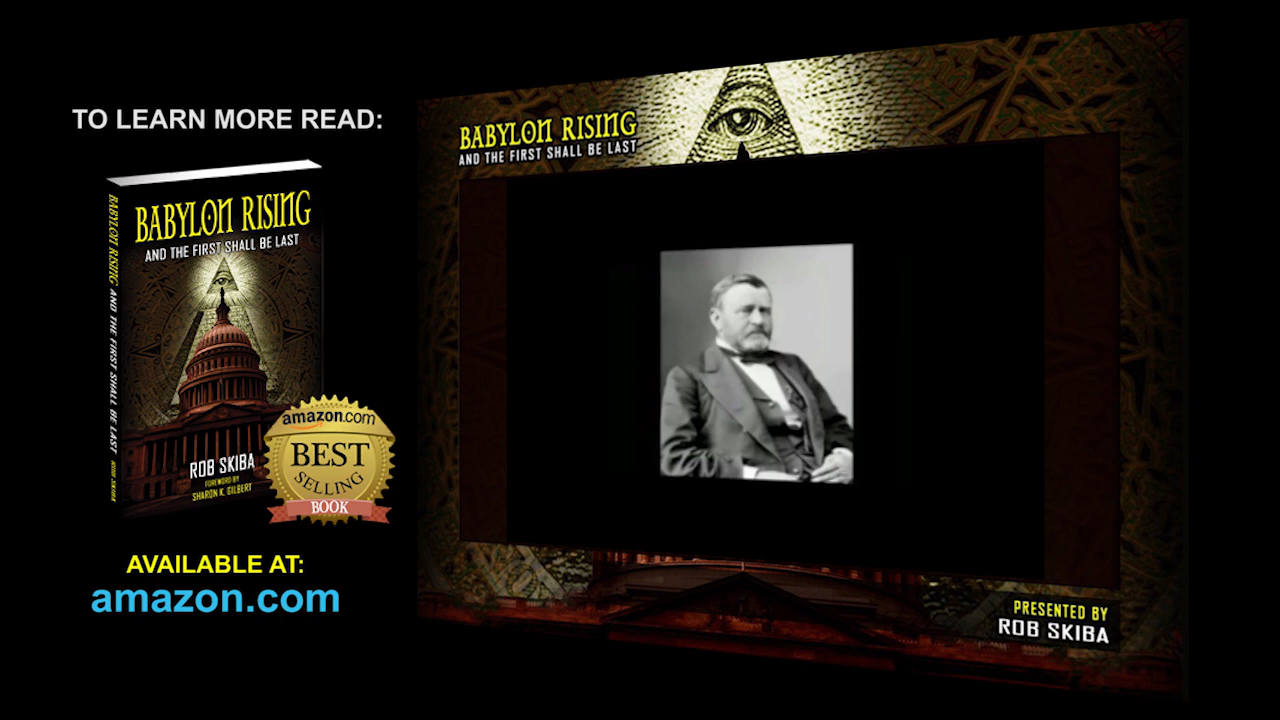 TO LEARN MORE READ:
BABYLON RISING
AND THE FIRST SHALL BE LAST
BABYLON RISING AND THE FIRST SHALL BE LAST ROB SKIBA
ROB SKIBA
FOREWORD BY
SHARON K. GILBERT
amazon.com
BEST
SELLING
BOOK
AVAILABLE AT:
amazon.com
BABYLON RISING
AND THE FIRST SHALL BE LAST
PRESENTED BY
ROB SKIBA